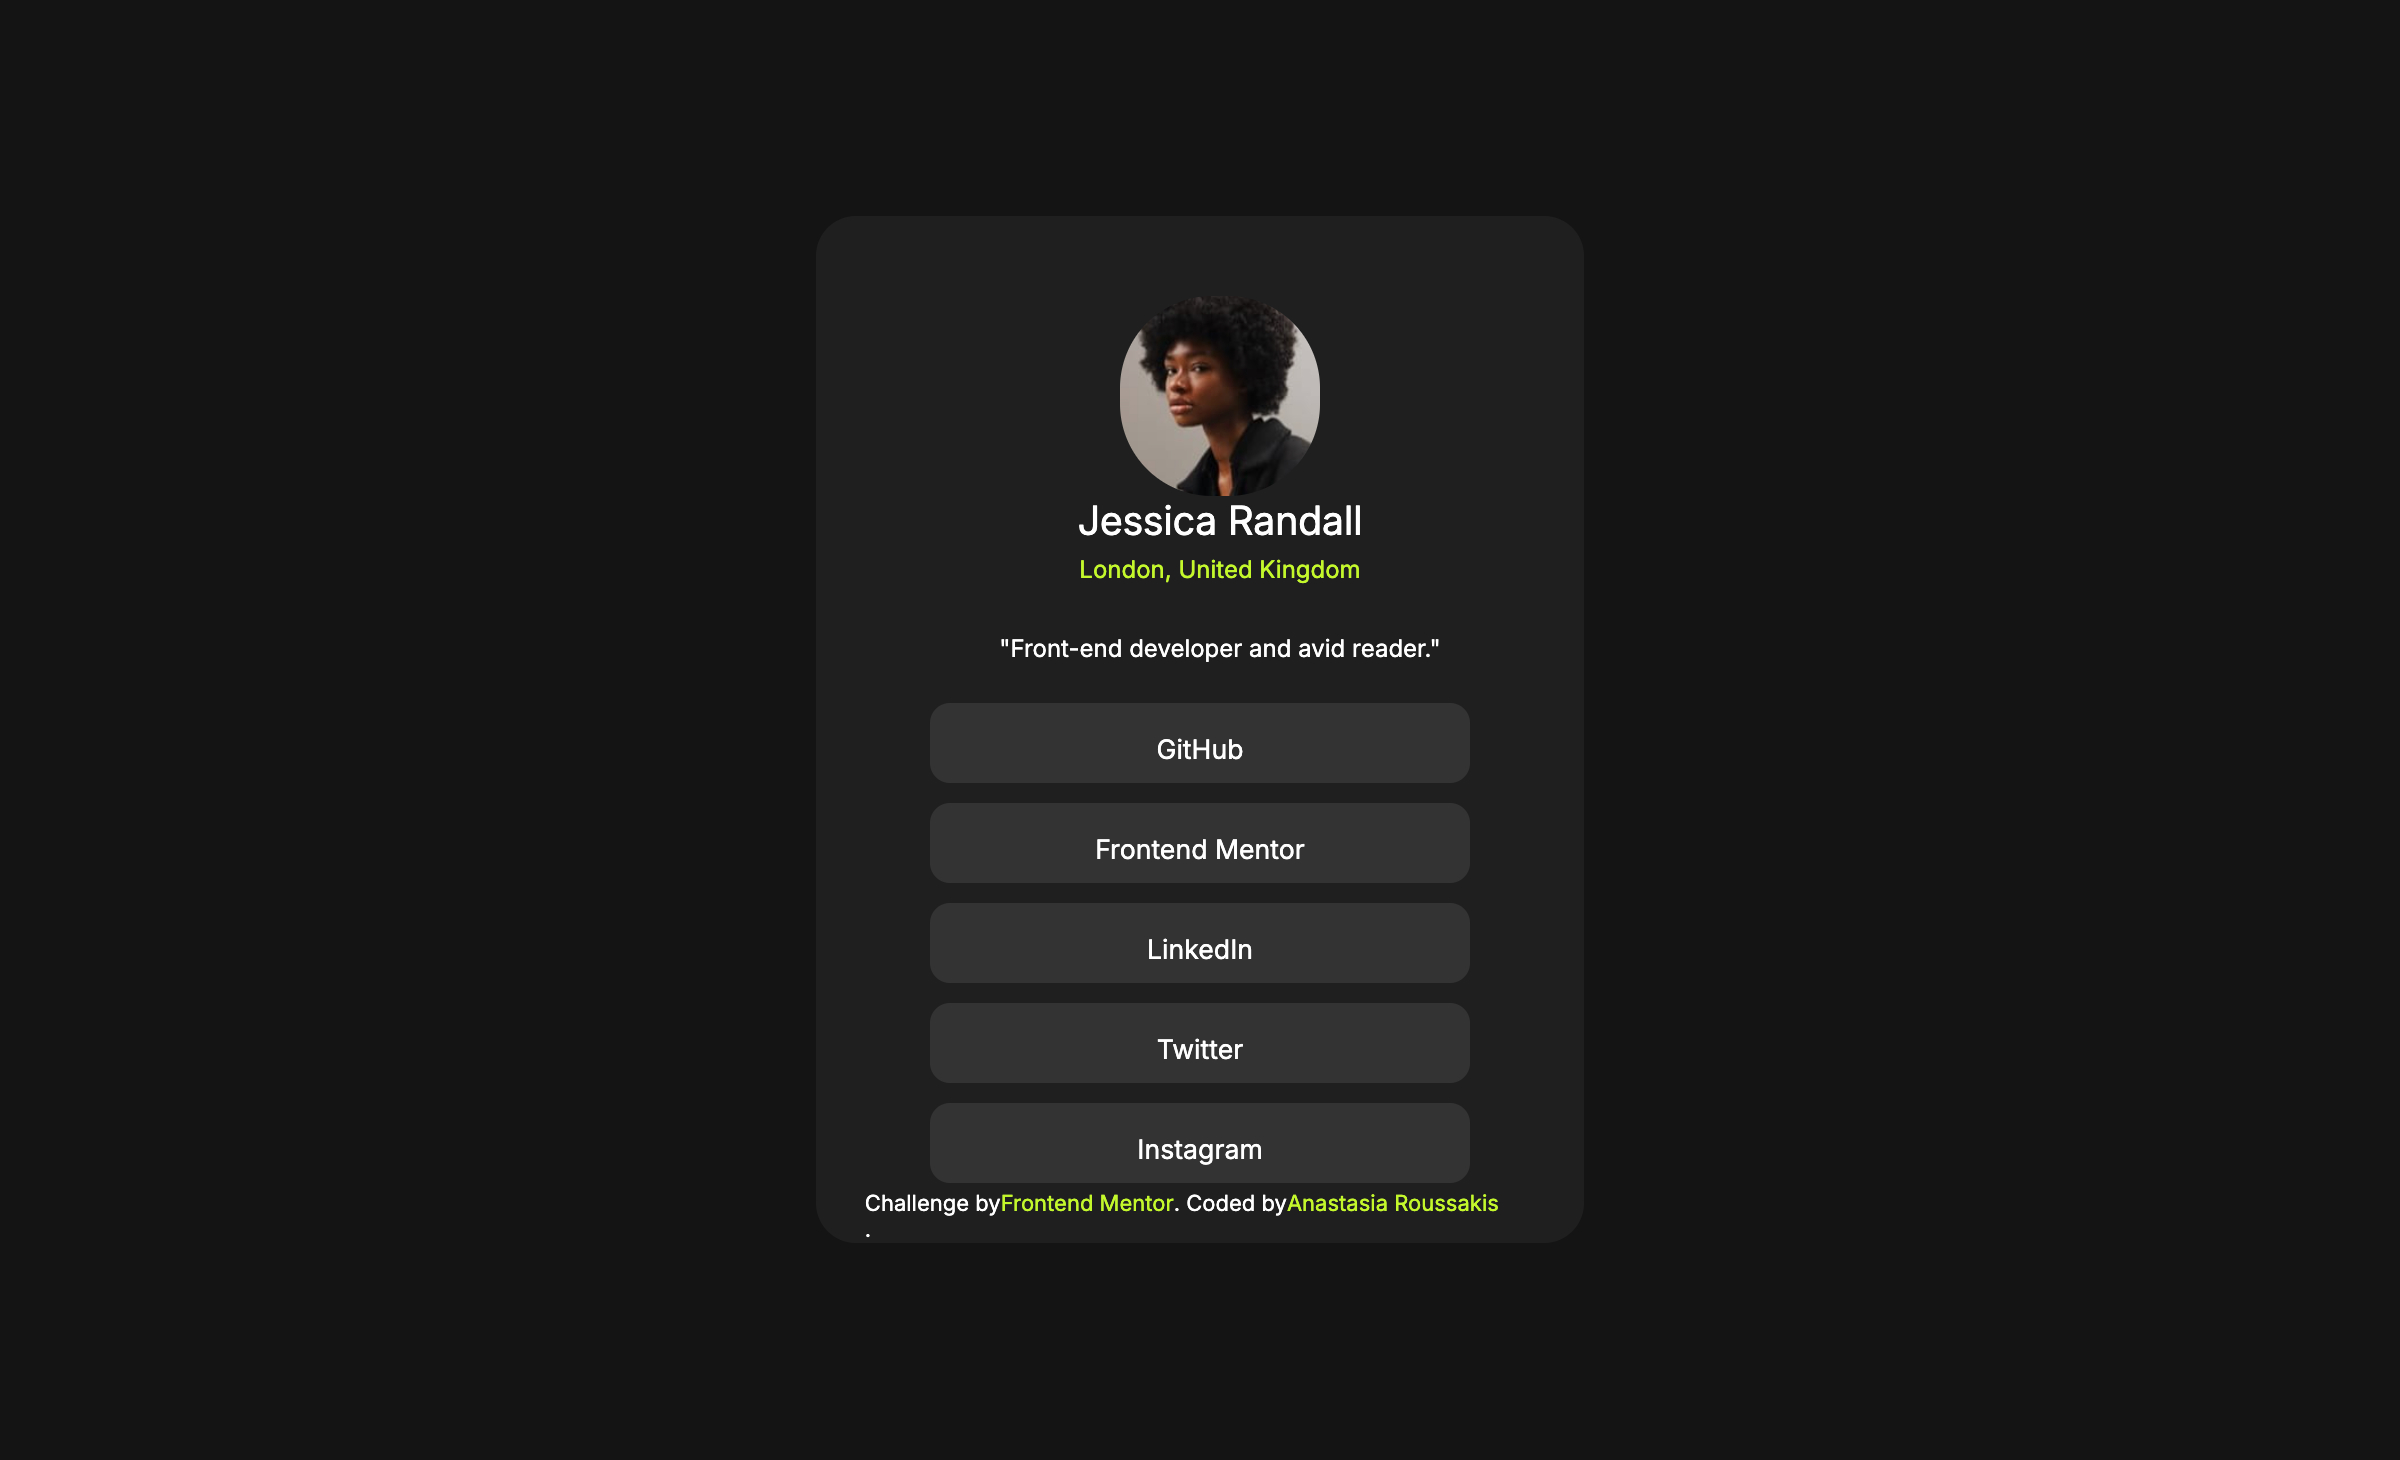 Jessica Randall
London, United Kingdom
"Front-end developer and avid reader."
GitHub
Frontend Mentor
LinkedIn
Twitter
Instagram
Challenge byFrontend Mentor. Coded byAnastasia Roussakis
.